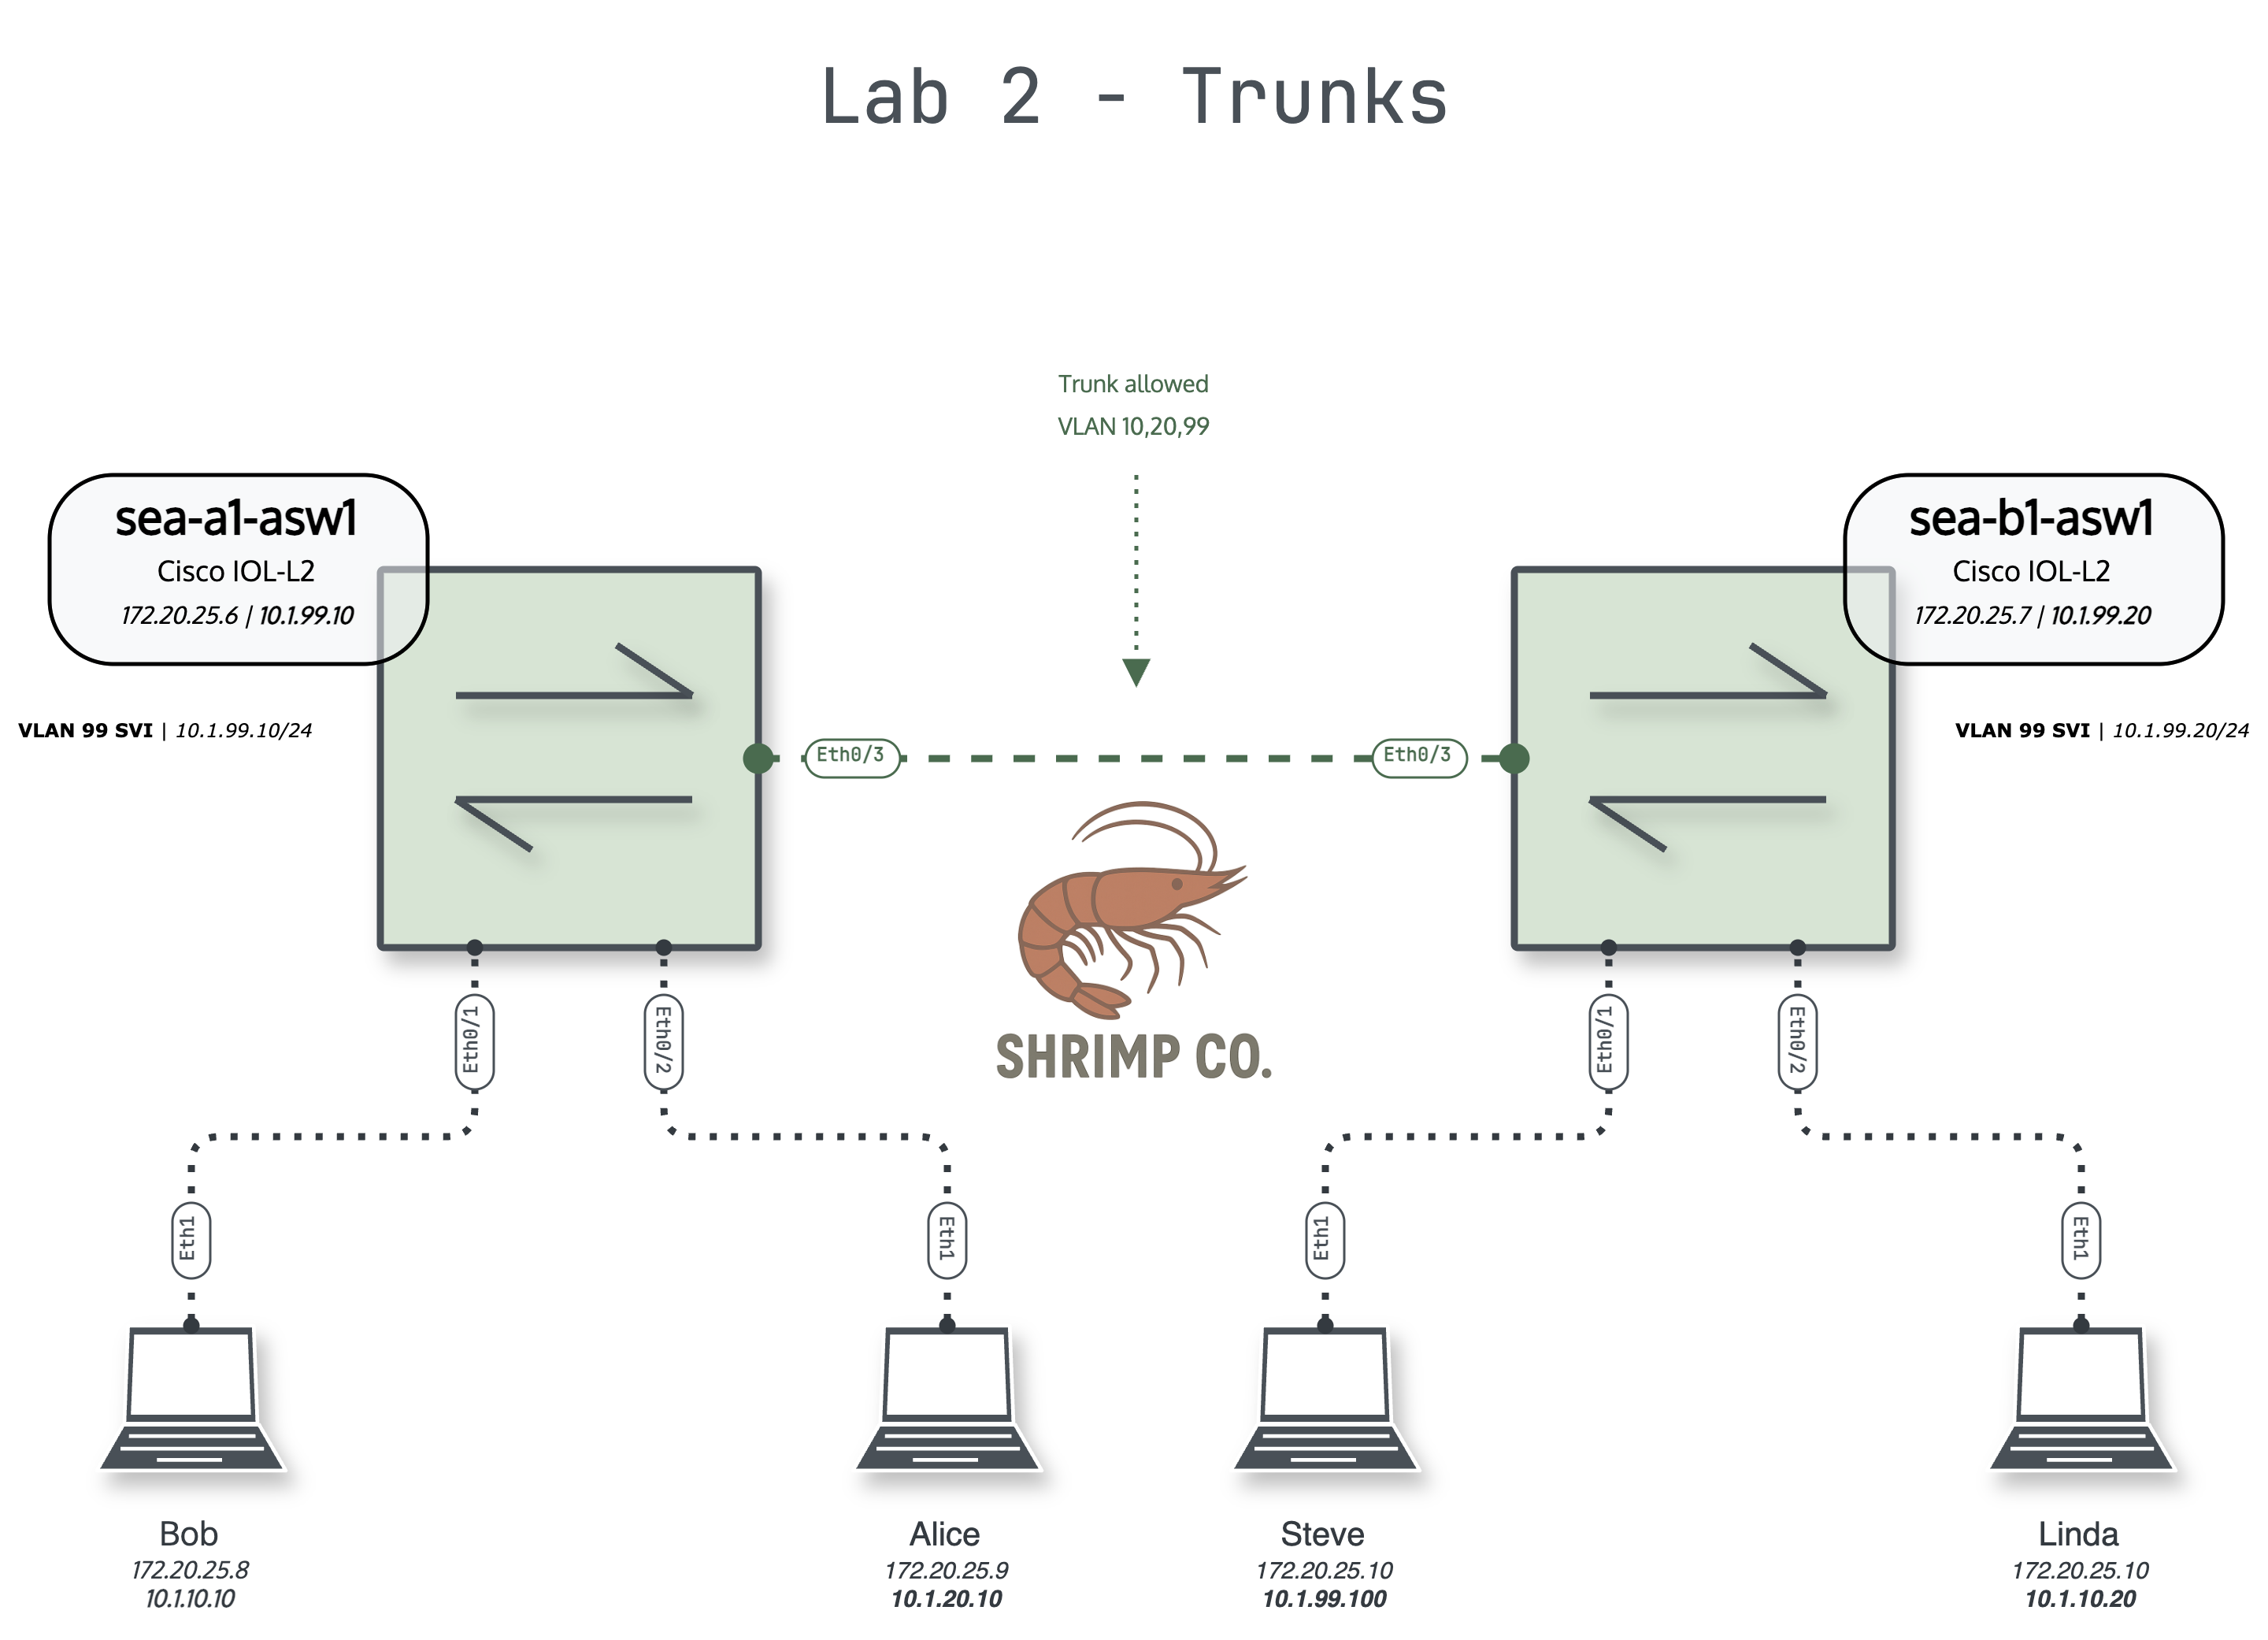 Lab 2 - Trunks
Trunk allowed
VLAN 10,20,99
sea-a1-asw1
Cisco IOL-L2
172.20.25.6 | 10.1.99.10
sea-b1-asw1
Cisco IOL-L2
172.20.25.7 | 10.1.99.20
VLAN 99 SVI | 10.1.99.10/24
VLAN 99 SVI | 10.1.99.20/24
Eth0/3
Eth0/3
SHRIMP CO.
Eth0/1
Eth0/2
Eth0/1
Eth0/2
Eth1
Eth1
Eth1
Eth1
Bob
172.20.25.8
10.1.10.10
Alice
172.20.25.9
10.1.20.10
Steve
172.20.25.10
10.1.99.100
Linda
172.20.25.10
10.1.10.20